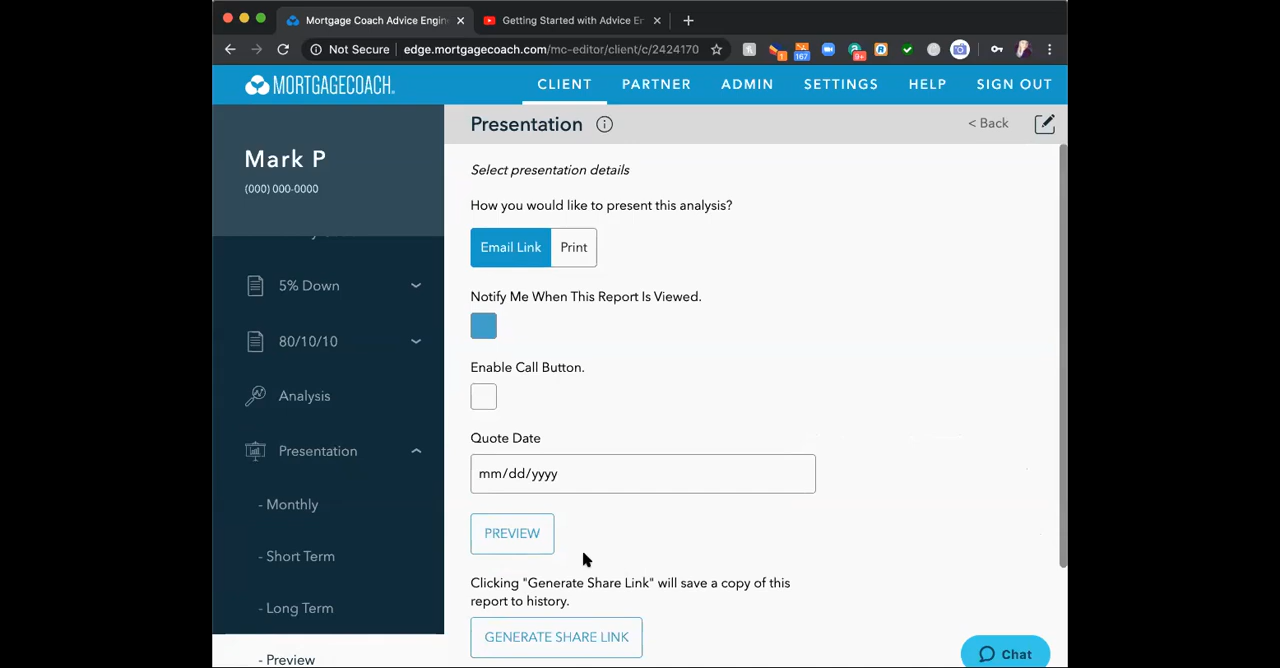 Mortgage Coach Advice Engin
Getting Started with Advice Er
Not Secure
edge.mortgagecoach.com/mc-editor/client/c/2424170
1
167
9+
MORTGAGECOACH.
CLIENT
PARTNER
ADMIN
SETTINGS
HELP
SIGN OUT
Mark P
(000) 000-0000
5% Down
80/10/10
Analysis
Presentation
- Monthly
- Short Term
- Long Term
- Preview
Presentation
< Back
Select presentation details
How you would like to present this analysis?
Email Link
Print
Notify Me When This Report Is Viewed.
Enable Call Button.
Quote Date
mm/dd/yyyy
PREVIEW
Clicking "Generate Share Link" will save a copy of this
report to history.
GENERATE SHARE LINK
Chat